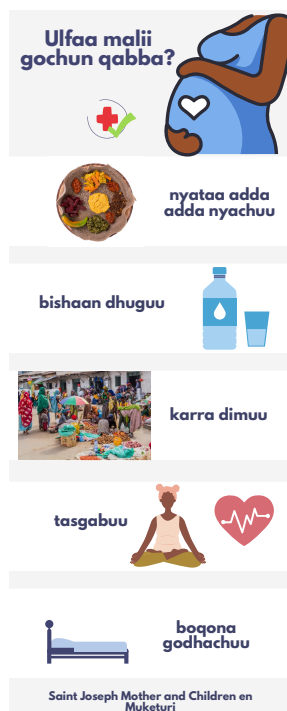 Ulfaa malii
gochun qabba?
nyataa adda
adda nyachuu
bishaan dhuguu
karra dimuu
tasgabuu
boqona
godhachuu
Saint Joseph Mother and Children en
Muketuri